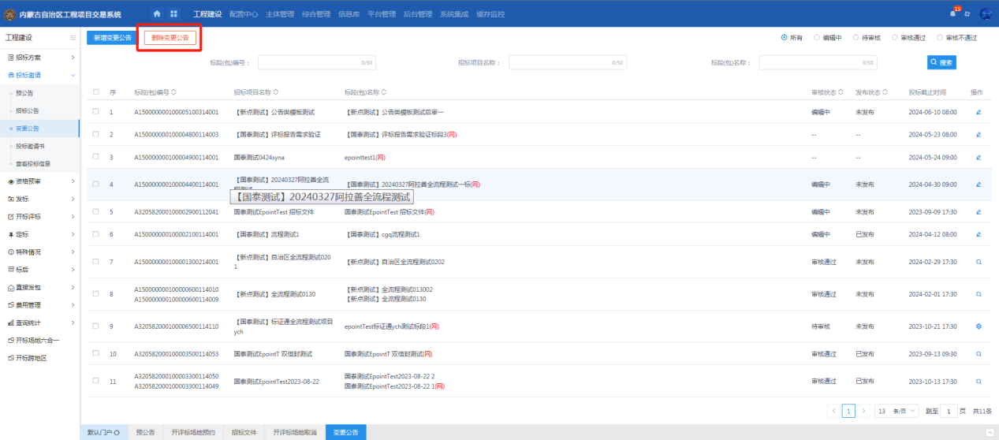 内蒙古自治区工程项目交易系统
工程建设 配置中心 主体管理 综合管理 信息库 平台管理 后台管理 系统集成 缓存监控
15
工程建设
新增变更公告 删除变更公告
所有 编辑中 待审核 审核通过 审核不通过
招标方案
投标邀请
预公告
招标公告
变更公告
投标邀请书
查看投标信息
资格预审
发标
开标评标
定标
特殊情况
标后
直接发包
费用管理
查询统计
开标场地六合一
开标跨地区
标段(包)编号： 0/50 招标项目名称： 0/50 标段(包)名称： 0/50 搜索
序 标段(包)编号 招标项目名称 标段(包)名称 审核状态 发布状态 投标截止时间 操作
1 A150000000100005100314001 【新点测试】公告类模板测试 【新点测试】公告类模板测试后审一 编辑中 未发布 2024-06-10 08:00
2 A150000000100004800114003 【国泰测试】评标报告需求验证 【国泰测试】评标报告需求验证标段3(网) -- -- 2024-05-23 08:00
3 A150000000100004900114001 国泰测试0424syna epointtest1(网) -- -- 2024-05-24 09:00
4 A150000000100004400114001 【国泰测试】20240327阿拉善全流 【国泰测试】20240327阿拉善全流程测试一标(网) 编辑中 未发布 2024-04-30 09:00
【国泰测试】20240327阿拉善全流程测试
5 A320582000100002900112041 国泰测试EpointTest 招标文件 国泰测试EpointTest 招标文件(网) 编辑中 未发布 2023-09-09 17:30
6 A150000000100002100114001 【国泰测试】流程测试1 【国泰测试】cgq流程测试1 编辑中 已发布 2024-04-12 08:00
7 A150000000100001300214001 【新点测试】自治区全流程测试020
1 【新点测试】自治区全流程测试0202 审核通过 未发布 2024-02-29 17:30
8 A150000000100000600114010
A150000000100000600114009 【新点测试】全流程测试0130 【新点测试】全流程测试013002
【新点测试】全流程测试0130 审核通过 未发布 2024-02-01 17:30
9 A320582000100006500114110 【国泰测试】标证通全流程测试项目
ych epointTest标证通ych测试标段1(网) 待审核 未发布 2023-10-21 17:30
10 A320582000100003500114053 国泰测试EpointT 双信封测试 国泰测试EpointT 双信封测试(网) 审核通过 已发布 2023-09-13 09:30
11 A320582000100003300114050
A320582000100003300114049 国泰测试EpointTest2023-08-22 国泰测试EpointTest2023-08-22 2
国泰测试EpointTest2023-08-22 1(网) 审核通过 已发布 2023-10-13 17:30
1 13 条/页 跳至 1 页 共11条
默认门户 预公告 开评标场地预约 招标文件 开评标场地取消 变更公告